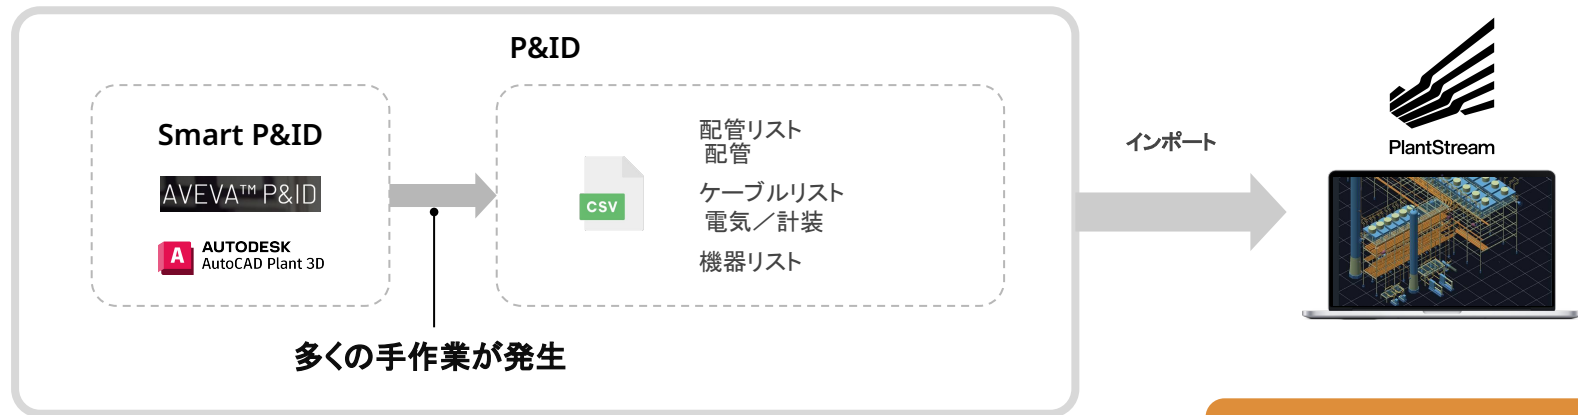 P&ID
Smart P&ID
AVEVA™ P&ID
A
AUTODESK
AutoCAD Plant 3D
CSV
配管リスト
配管
ケーブルリスト
電気／計装
機器リスト
多くの手作業が発生
インポート
PlantStream